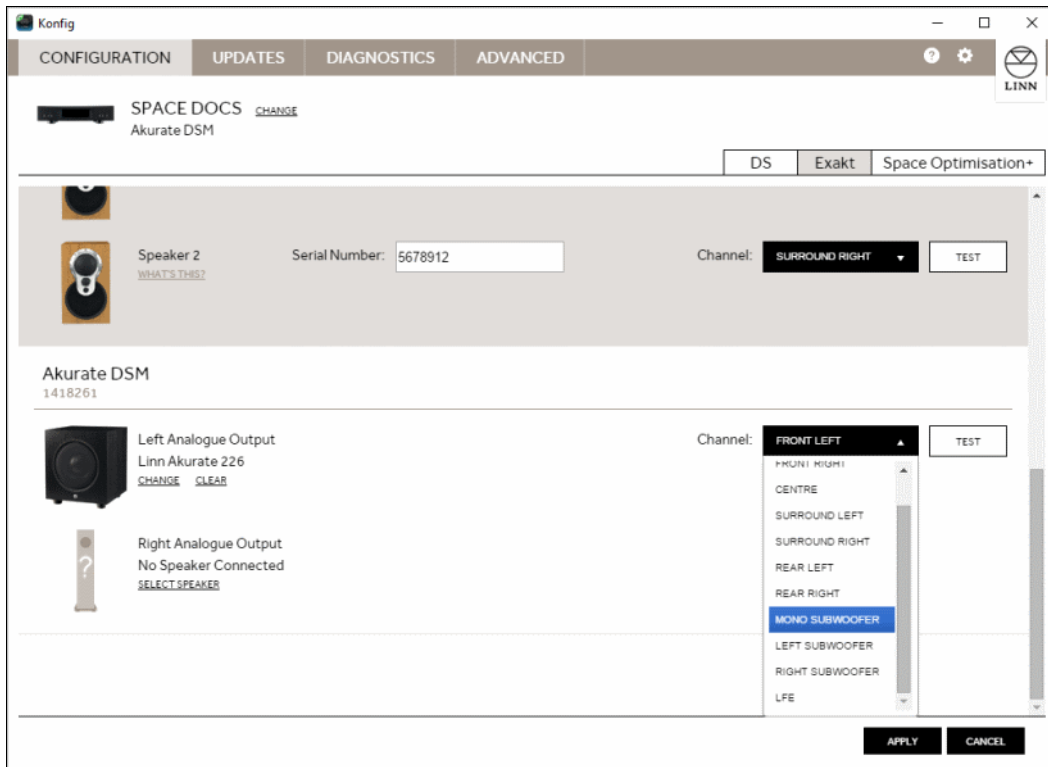 Konfig
CONFIGURATION UPDATES DIAGNOSTICS ADVANCED ?
LINN
SPACE DOCS CHANGE
Akurate DSM
DS Exakt Space Optimisation+
Speaker 2 Serial Number: 5678912 Channel: SURROUND RIGHT TEST
WHAT'S THIS?
Akurate DSM
1418261
Left Analogue Output Channel: FRONT LEFT TEST
Linn Akurate 226
CHANGE CLEAR
FRONT RIGHT
CENTRE
SURROUND LEFT
SURROUND RIGHT
REAR LEFT
REAR RIGHT
MONO SUBWOOFER
LEFT SUBWOOFER
RIGHT SUBWOOFER
LFE
?
Right Analogue Output
No Speaker Connected
SELECT SPEAKER
APPLY CANCEL